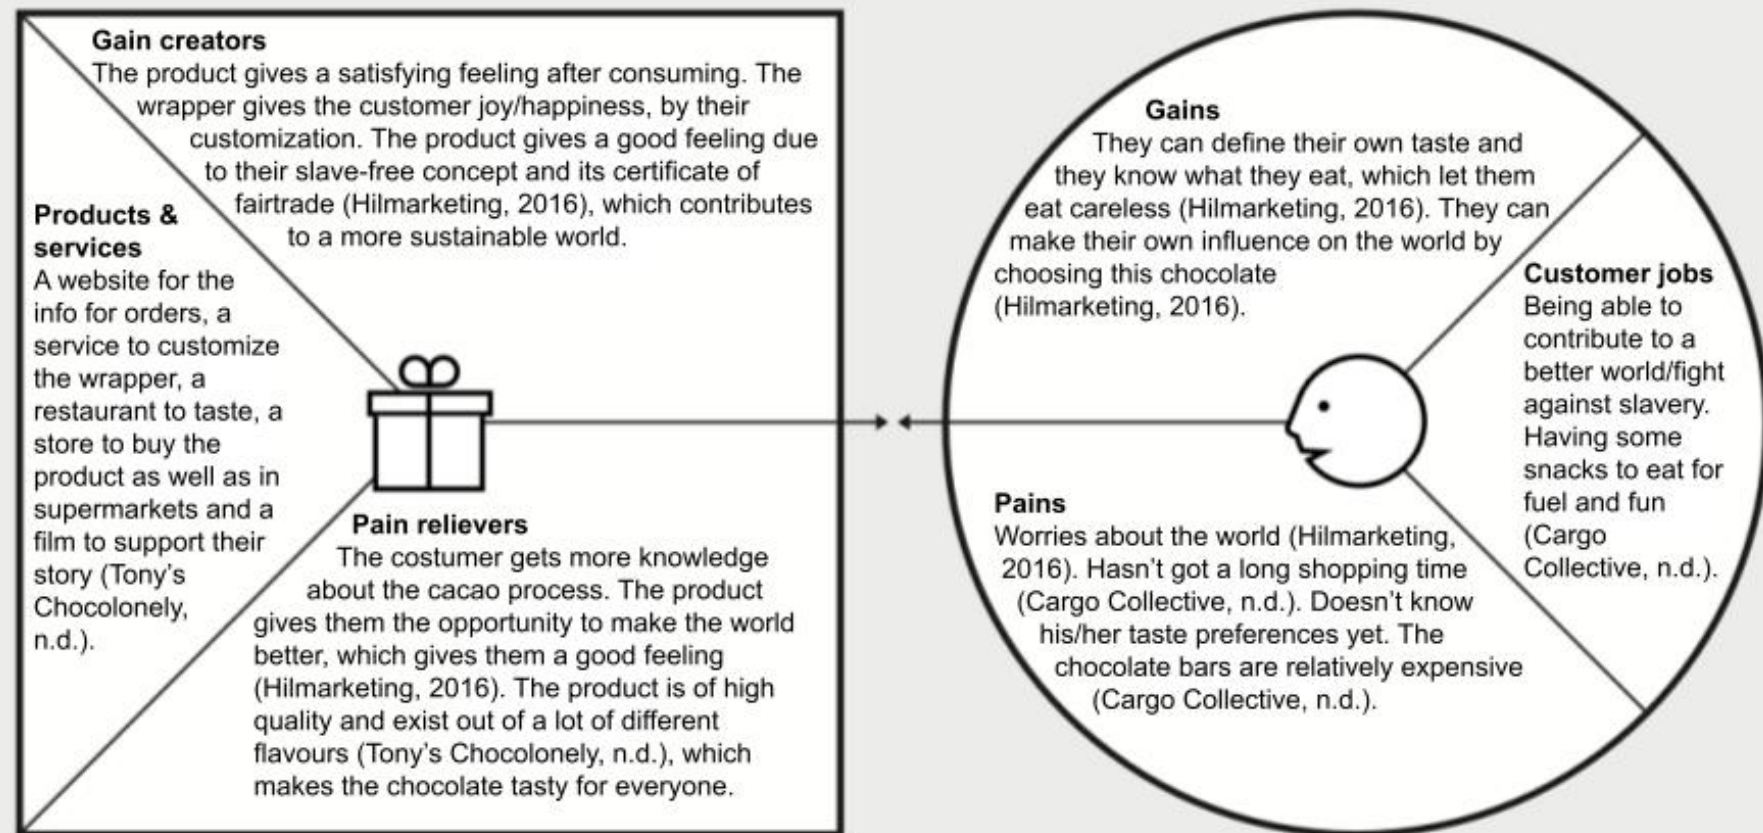 Gain creators
The product gives a satisfying feeling after consuming. The
wrapper gives the customer joy/happiness, by their
customization. The product gives a good feeling due
to their slave-free concept and its certificate of
fairtrade (Hilmarketing, 2016), which contributes
to a more sustainable world.
Products &
services
A website for the
info for orders, a
service to customize
the wrapper, a
restaurant to taste, a
store to buy the
product as well as in
supermarkets and a
film to support their
story (Tony's
Chocolonely,
n.d.).
Pain relievers
The costumer gets more knowledge
about the cacao process. The product
gives them the opportunity to make the world
better, which gives them a good feeling
(Hilmarketing, 2016). The product is of high
quality and exist out of a lot of different
flavours (Tony's Chocolonely, n.d.), which
makes the chocolate tasty for everyone.
Gains
They can define their own taste and
they know what they eat, which let them
eat careless (Hilmarketing, 2016). They can
make their own influence on the world by
choosing this chocolate
(Hilmarketing, 2016).
Customer jobs
Being able to
contribute to a
better world/fight
against slavery.
Having some
snacks to eat for
fuel and fun
(Cargo
Collective, n.d.).
Pains
Worries about the world (Hilmarketing,
2016). Hasn't got a long shopping time
(Cargo Collective, n.d.). Doesn't know
his/her taste preferences yet. The
chocolate bars are relatively expensive
(Cargo Collective, n.d.).